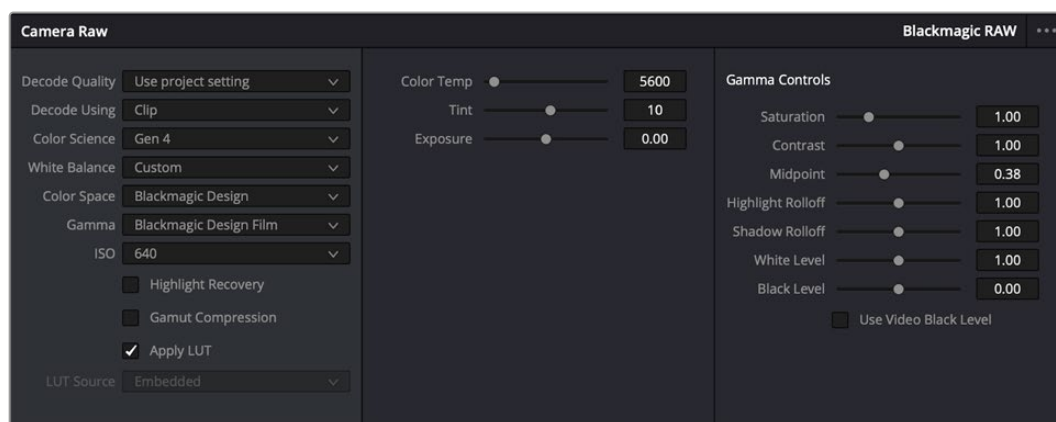 Camera Raw
Blackmagic RAW
Decode Quality Use project setting
Decode Using Clip
Color Science Gen 4
White Balance Custom
Color Space Blackmagic Design
Gamma Blackmagic Design Film
ISO 640
Highlight Recovery
Gamut Compression
Apply LUT
LUT Source Embedded
Color Temp 5600
Tint 10
Exposure 0.00
Gamma Controls
Saturation 1.00
Contrast 1.00
Midpoint 0.38
Highlight Rolloff 1.00
Shadow Rolloff 1.00
White Level 1.00
Black Level 0.00
Use Video Black Level